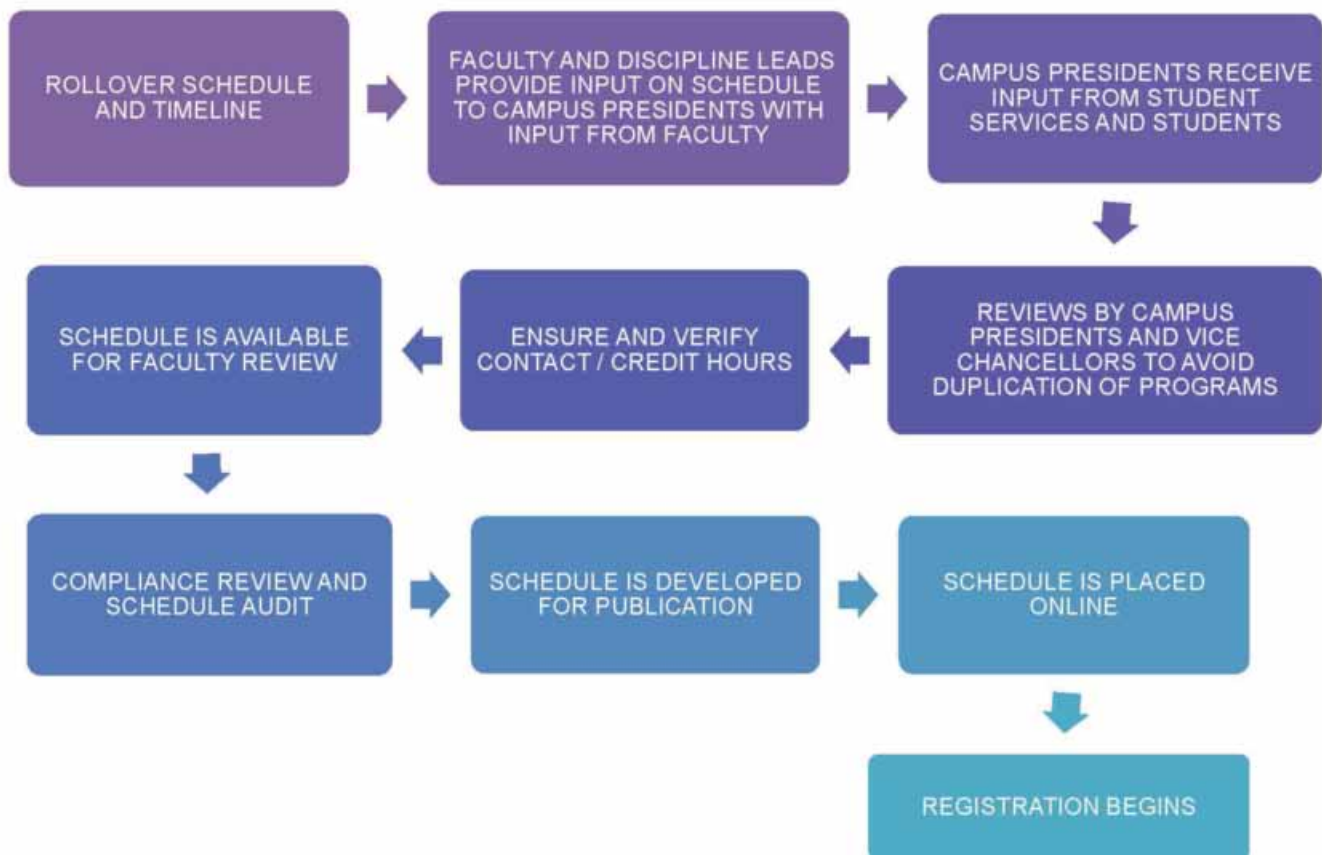 ROLLOVER SCHEDULE
AND TIMELINE
FACULTY AND DISCIPLINE LEADS
PROVIDE INPUT ON SCHEDULE
TO CAMPUS PRESIDENTS WITH
INPUT FROM FACULTY
CAMPUS PRESIDENTS RECEIVE
INPUT FROM STUDENT
SERVICES AND STUDENTS
REVIEWS BY CAMPUS
PRESIDENTS AND VICE
CHANCELLORS TO AVOID
DUPLICATION OF PROGRAMS
ENSURE AND VERIFY
CONTACT / CREDIT HOURS
SCHEDULE IS AVAILABLE
FOR FACULTY REVIEW
COMPLIANCE REVIEW AND
SCHEDULE AUDIT
SCHEDULE IS DEVELOPED
FOR PUBLICATION
SCHEDULE IS PLACED
ONLINE
REGISTRATION BEGINS